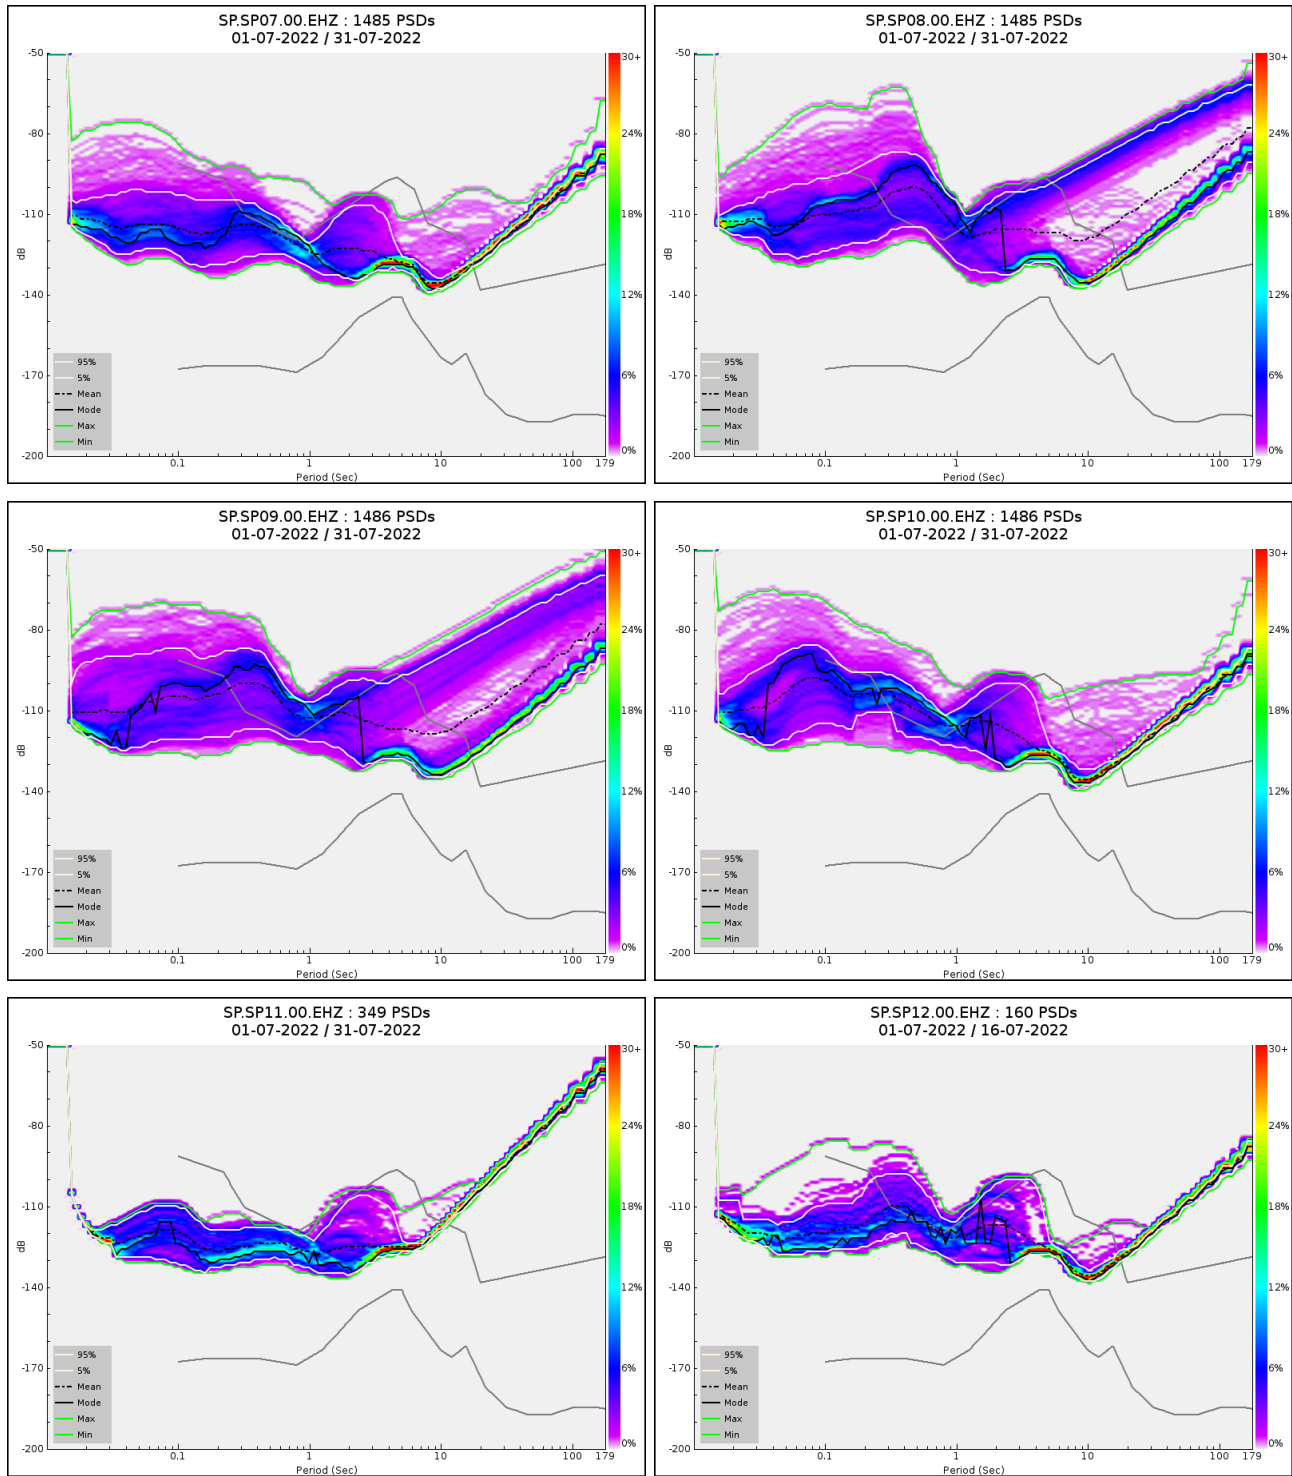 SP.SP07.00.EHZ : 1485 PSDs
01-07-2022 / 31-07-2022
-50
-80
-110
-140
-170
-200
dB
95%
5%
Mean
Mode
Max
Min
0.1 1 10 100 179
Period (Sec)
30+
24%
18%
12%
6%
0%
SP.SP08.00.EHZ : 1485 PSDs
01-07-2022 / 31-07-2022
-50
-80
-110
-140
-170
-200
dB
95%
5%
Mean
Mode
Max
Min
0.1 1 10 100 179
Period (Sec)
30+
24%
18%
12%
6%
0%
SP.SP09.00.EHZ : 1486 PSDs
01-07-2022 / 31-07-2022
-50
-80
-110
-140
-170
-200
dB
95%
5%
Mean
Mode
Max
Min
0.1 1 10 100 179
Period (Sec)
30+
24%
18%
12%
6%
0%
SP.SP10.00.EHZ : 1486 PSDs
01-07-2022 / 31-07-2022
-50
-80
-110
-140
-170
-200
dB
95%
5%
Mean
Mode
Max
Min
0.1 1 10 100 179
Period (Sec)
30+
24%
18%
12%
6%
0%
SP.SP11.00.EHZ : 349 PSDs
01-07-2022 / 31-07-2022
-50
-80
-110
-140
-170
-200
dB
95%
5%
Mean
Mode
Max
Min
0.1 1 10 100 179
Period (Sec)
30+
24%
18%
12%
6%
0%
SP.SP12.00.EHZ : 160 PSDs
01-07-2022 / 16-07-2022
-50
-80
-110
-140
-170
-200
dB
95%
5%
Mean
Mode
Max
Min
0.1 1 10 100 179
Period (Sec)
30+
24%
18%
12%
6%
0%